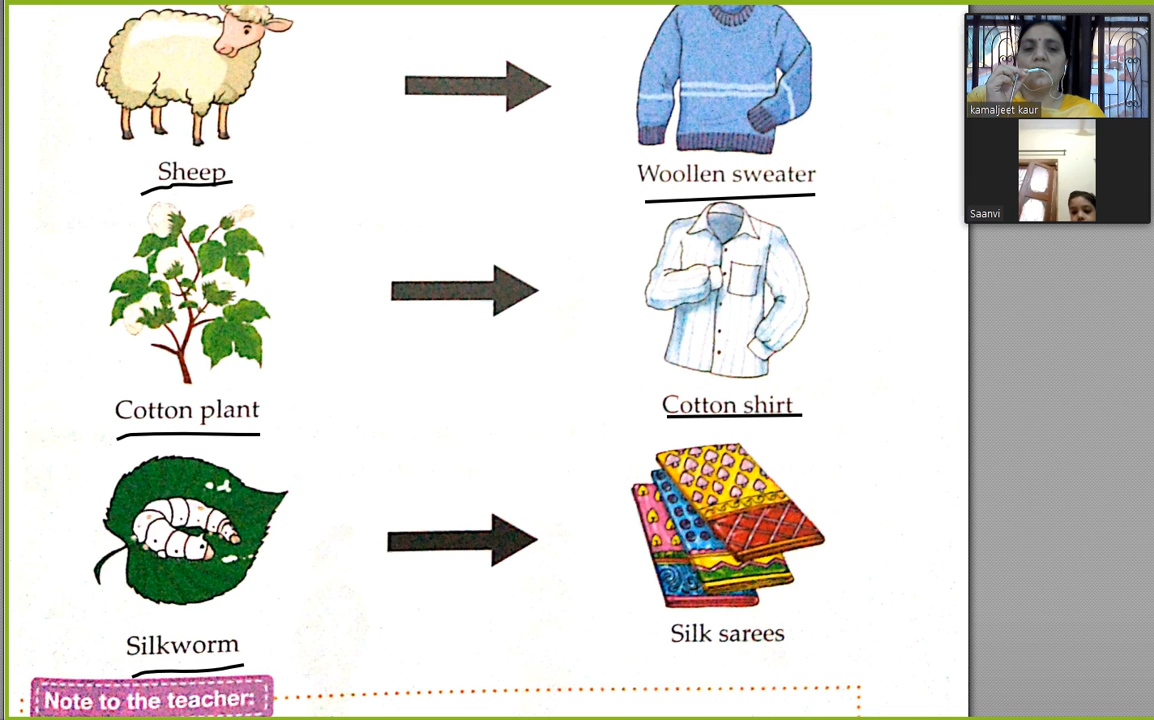 kamaljeet kaur
Sheep
Woollen sweater
Saanvi
Cotton plant
Cotton shirt
Silkworm
Silk sarees
Note to the teacher: